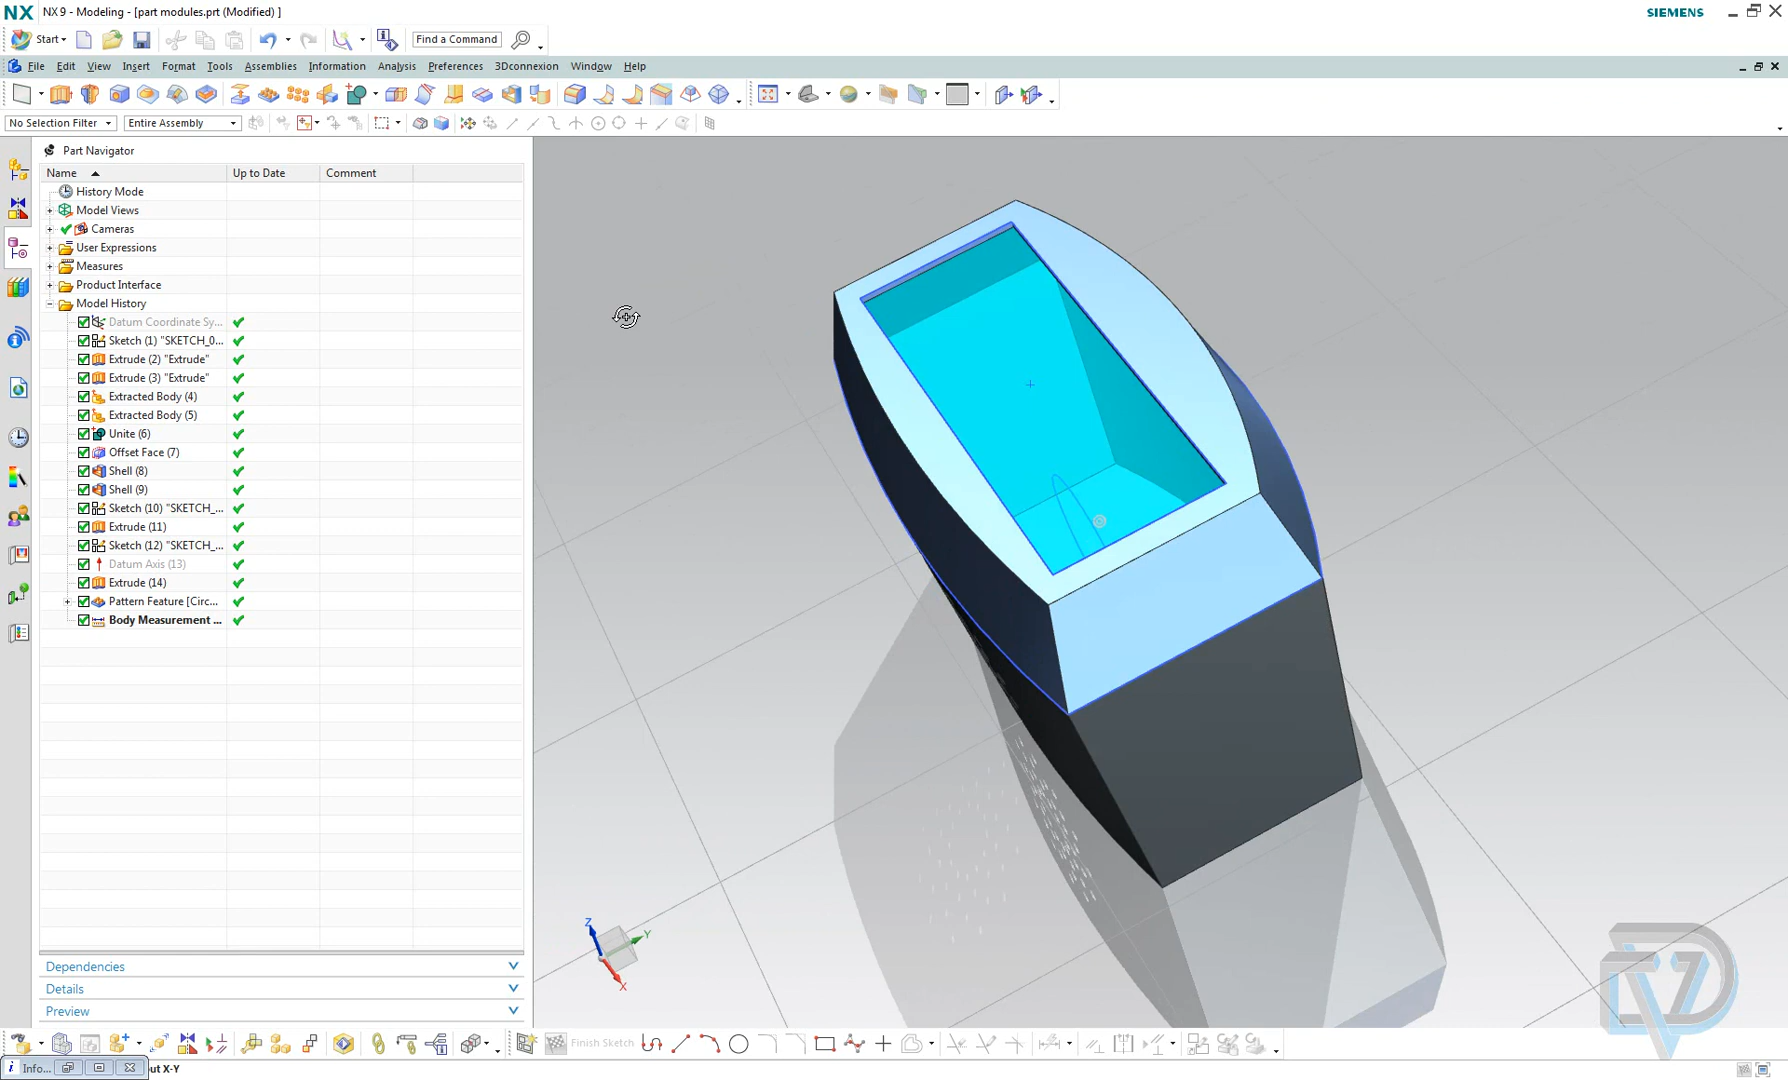 NX NX 9 - Modeling - [part modules.prt (Modified) ] SIEMENS
Start Find a Command
File Edit View Insert Format Tools Assemblies Information Analysis Preferences 3Dconnexion Window Help
No Selection Filter Entire Assembly
Part Navigator
Name Up to Date Comment
History Mode
Model Views
Cameras
User Expressions
Measures
Product Interface
Model History
Datum Coordinate Sy...
Sketch (1) "SKETCH_0...
Extrude (2) "Extrude"
Extrude (3) "Extrude"
Extracted Body (4)
Extracted Body (5)
Unite (6)
Offset Face (7)
Shell (8)
Shell (9)
Sketch (10) "SKETCH_...
Extrude (11)
Sketch (12) "SKETCH_...
Datum Axis (13)
Extrude (14)
Pattern Feature [Circ...
Body Measurement ...
Z
Y
X
Dependencies
Details
Preview
Finish Sketch
Info... out X-Y